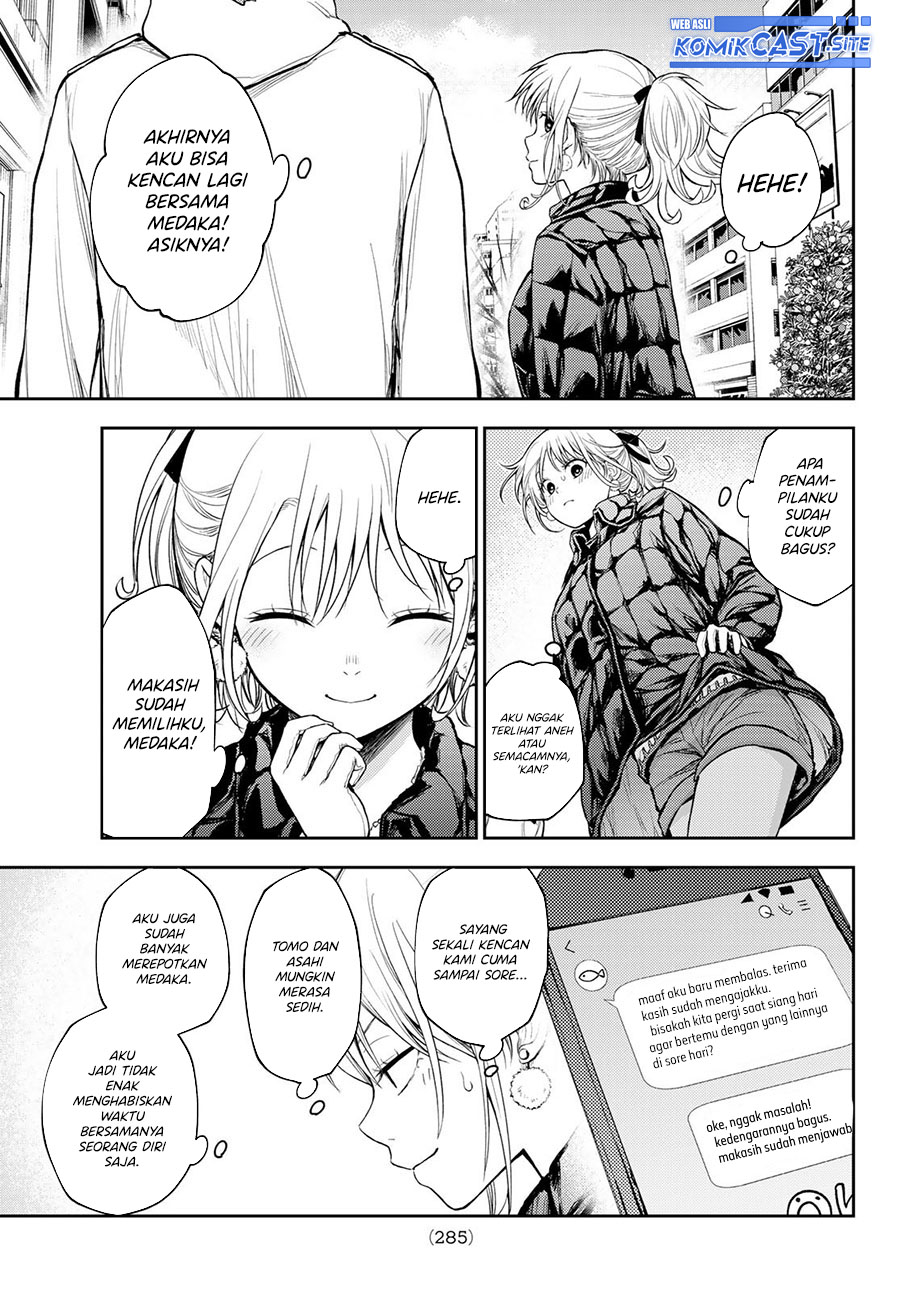 WEB ASLI
KOMIKCAST.SITE
HEHE!
AKHIRNYA
AKU BISA
KENCAN LAGI
BERSAMA
MEDAKA!
ASIKNYA!
APA
PENAM-
PILANKU
SUDAH
CUKUP
BAGUS?
AKU NGGAK
TERLIHAT ANEH
ATAU
SEMACAMNYA,
'KAN?
HEHE.
MAKASIH
SUDAH
MEMILIHKU,
MEDAKA!
maaf aku baru membalas. terima
kasih sudah mengajakku.
bisakah kita pergi saat siang hari
agar bertemu dengan yang lainnya
di sore hari?
oke, nggak masalah!
kedengarannya bagus.
makasih sudah menjawab
SAYANG
SEKALI KENCAN
KAMI CUMA
SAMPAI SORE...
TOMO DAN
ASAHI
MUNGKIN
MERASA
SEDIH.
AKU JUGA
SUDAH
BANYAK
MEREPOTKAN
MEDAKA.
AKU
JADI TIDAK
ENAK
MENGHABISKAN
WAKTU
BERSAMANYA
SEORANG DIRI
SAJA.
(285)